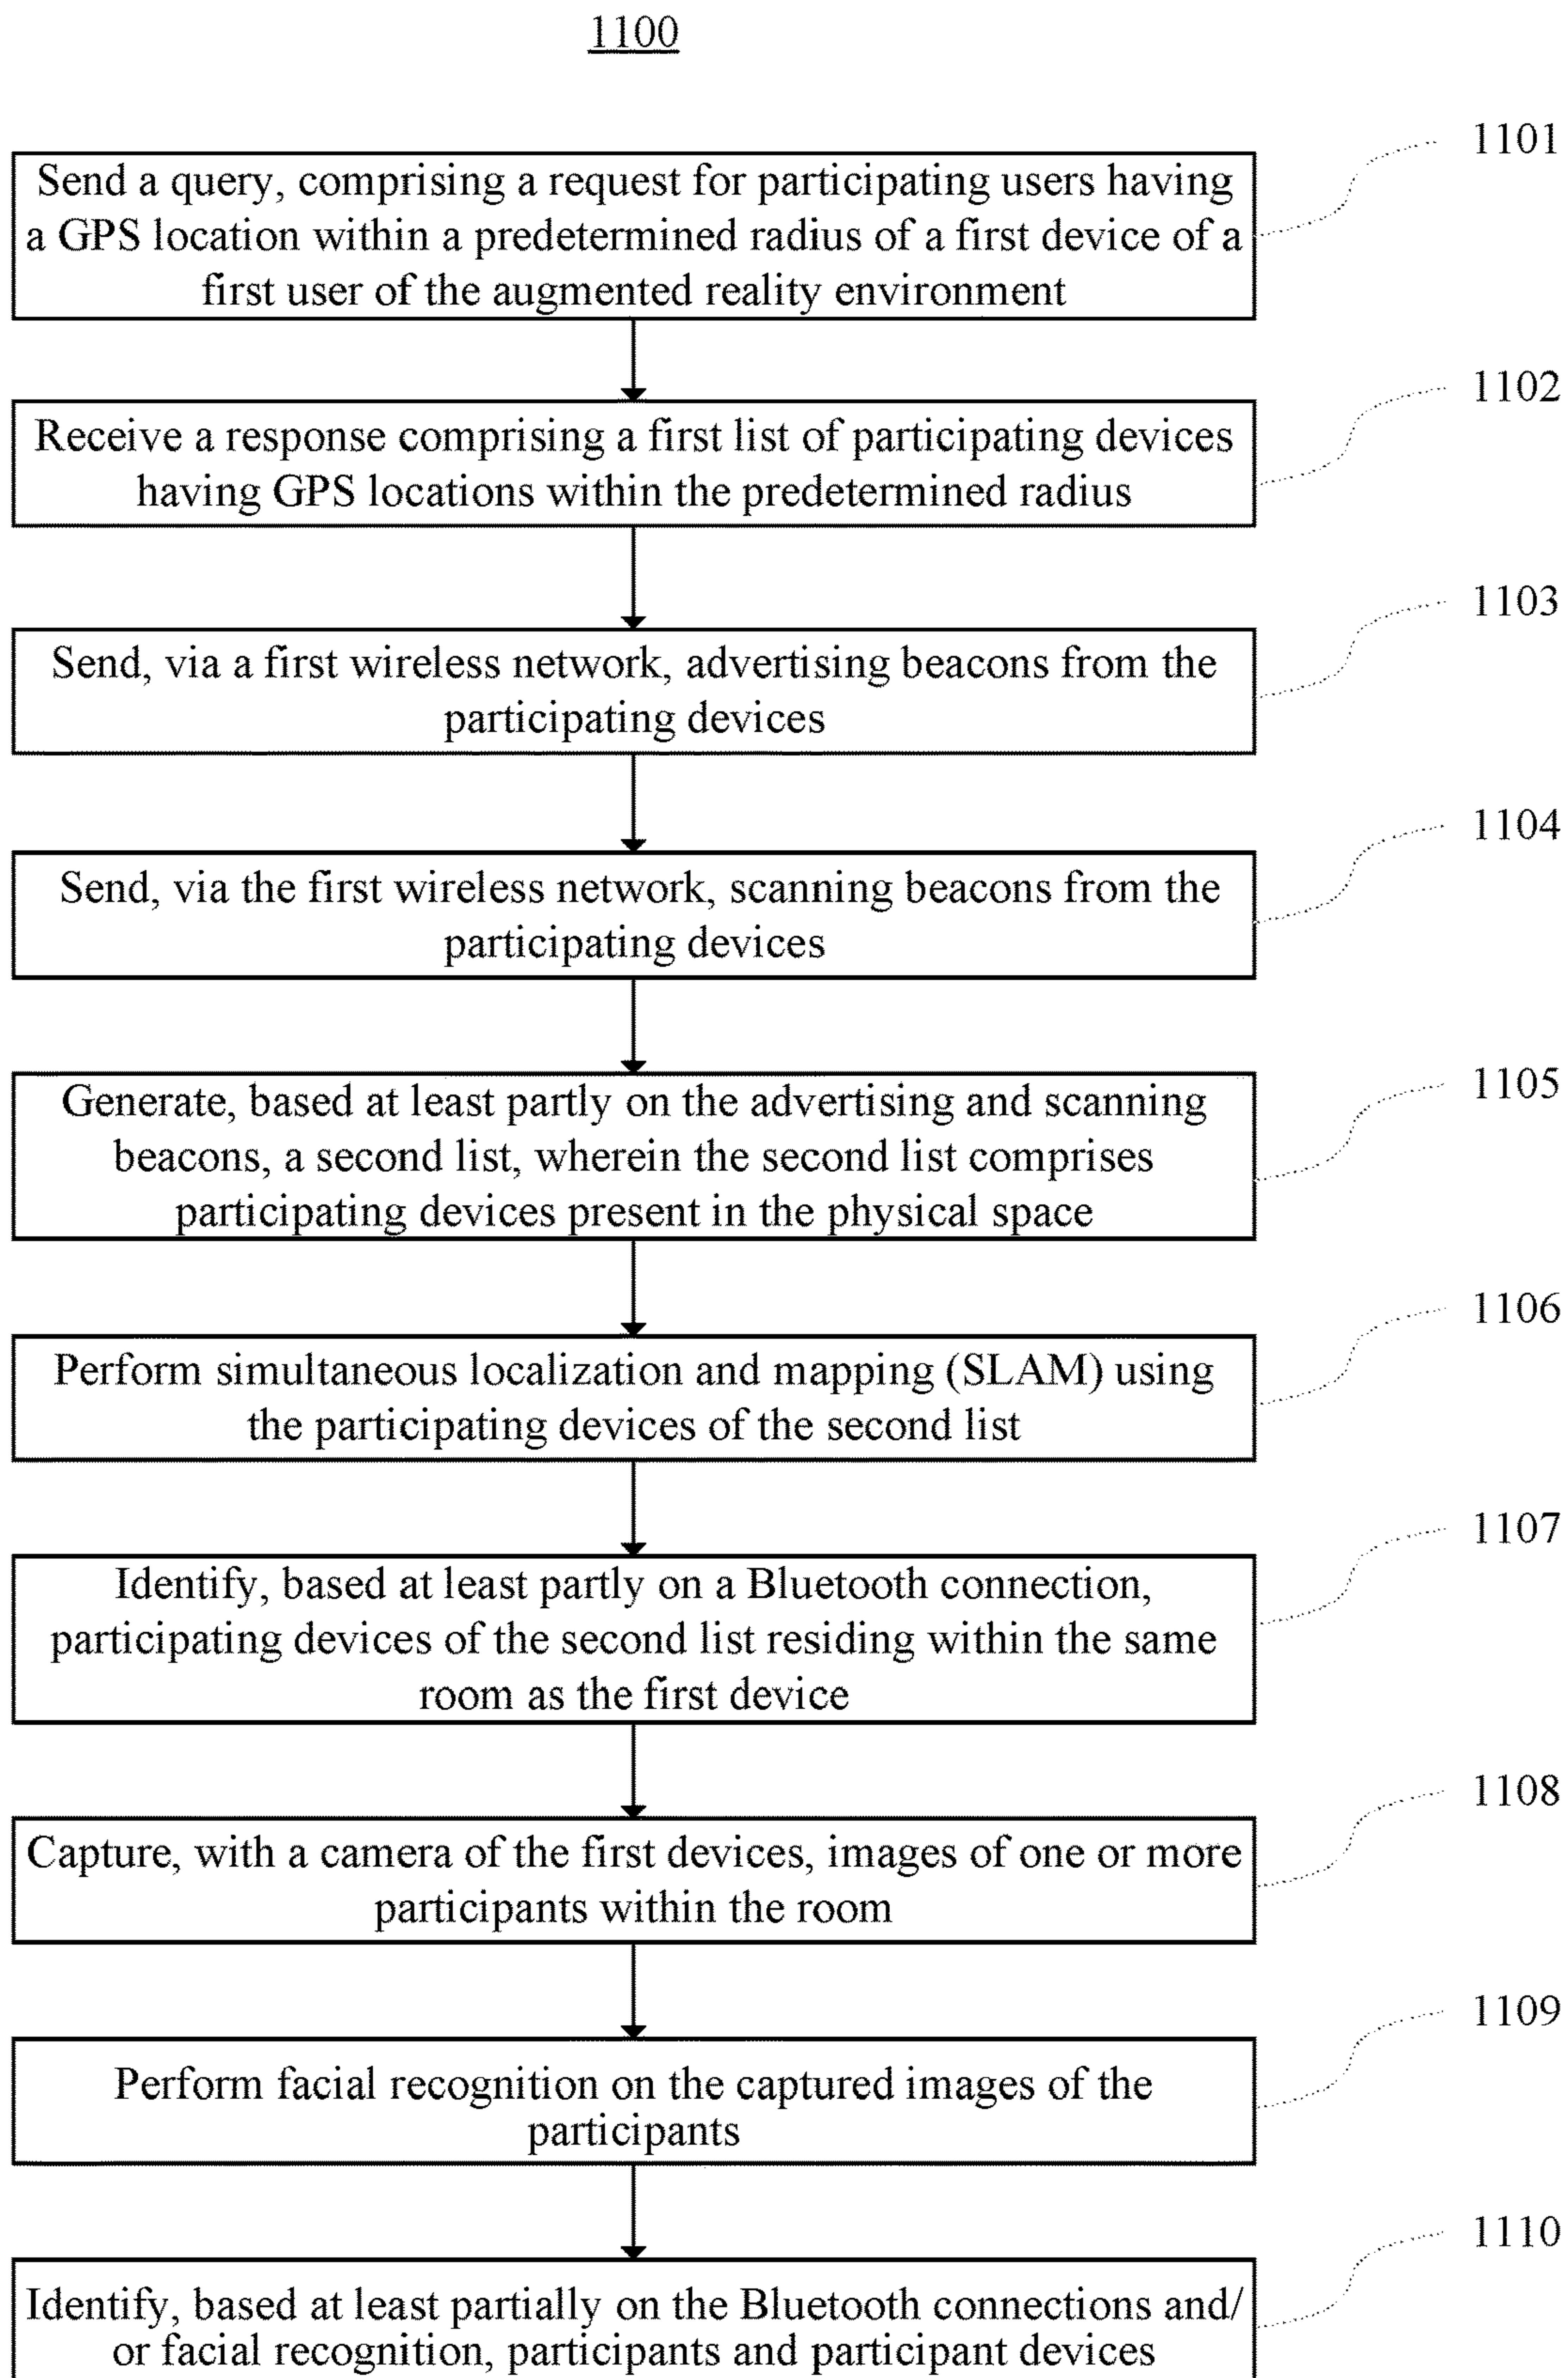 1100
1101
Send a query, comprising a request for participating users having
a GPS location within a predetermined radius of a first device of a
first user of the augmented reality environment
1102
Receive a response comprising a first list of participating devices
having GPS locations within the predetermined radius
1103
Send, via a first wireless network, advertising beacons from the
participating devices
1104
Send, via the first wireless network, scanning beacons from the
participating devices
1105
Generate, based at least partly on the advertising and scanning
beacons, a second list, wherein the second list comprises
participating devices present in the physical space
1106
Perform simultaneous localization and mapping (SLAM) using
the participating devices of the second list
1107
Identify, based at least partly on a Bluetooth connection,
participating devices of the second list residing within the same
room as the first device
1108
Capture, with a camera of the first devices, images of one or more
participants within the room
1109
Perform facial recognition on the captured images of the
participants
1110
Identify, based at least partially on the Bluetooth connections and/
or facial recognition, participants and participant devices